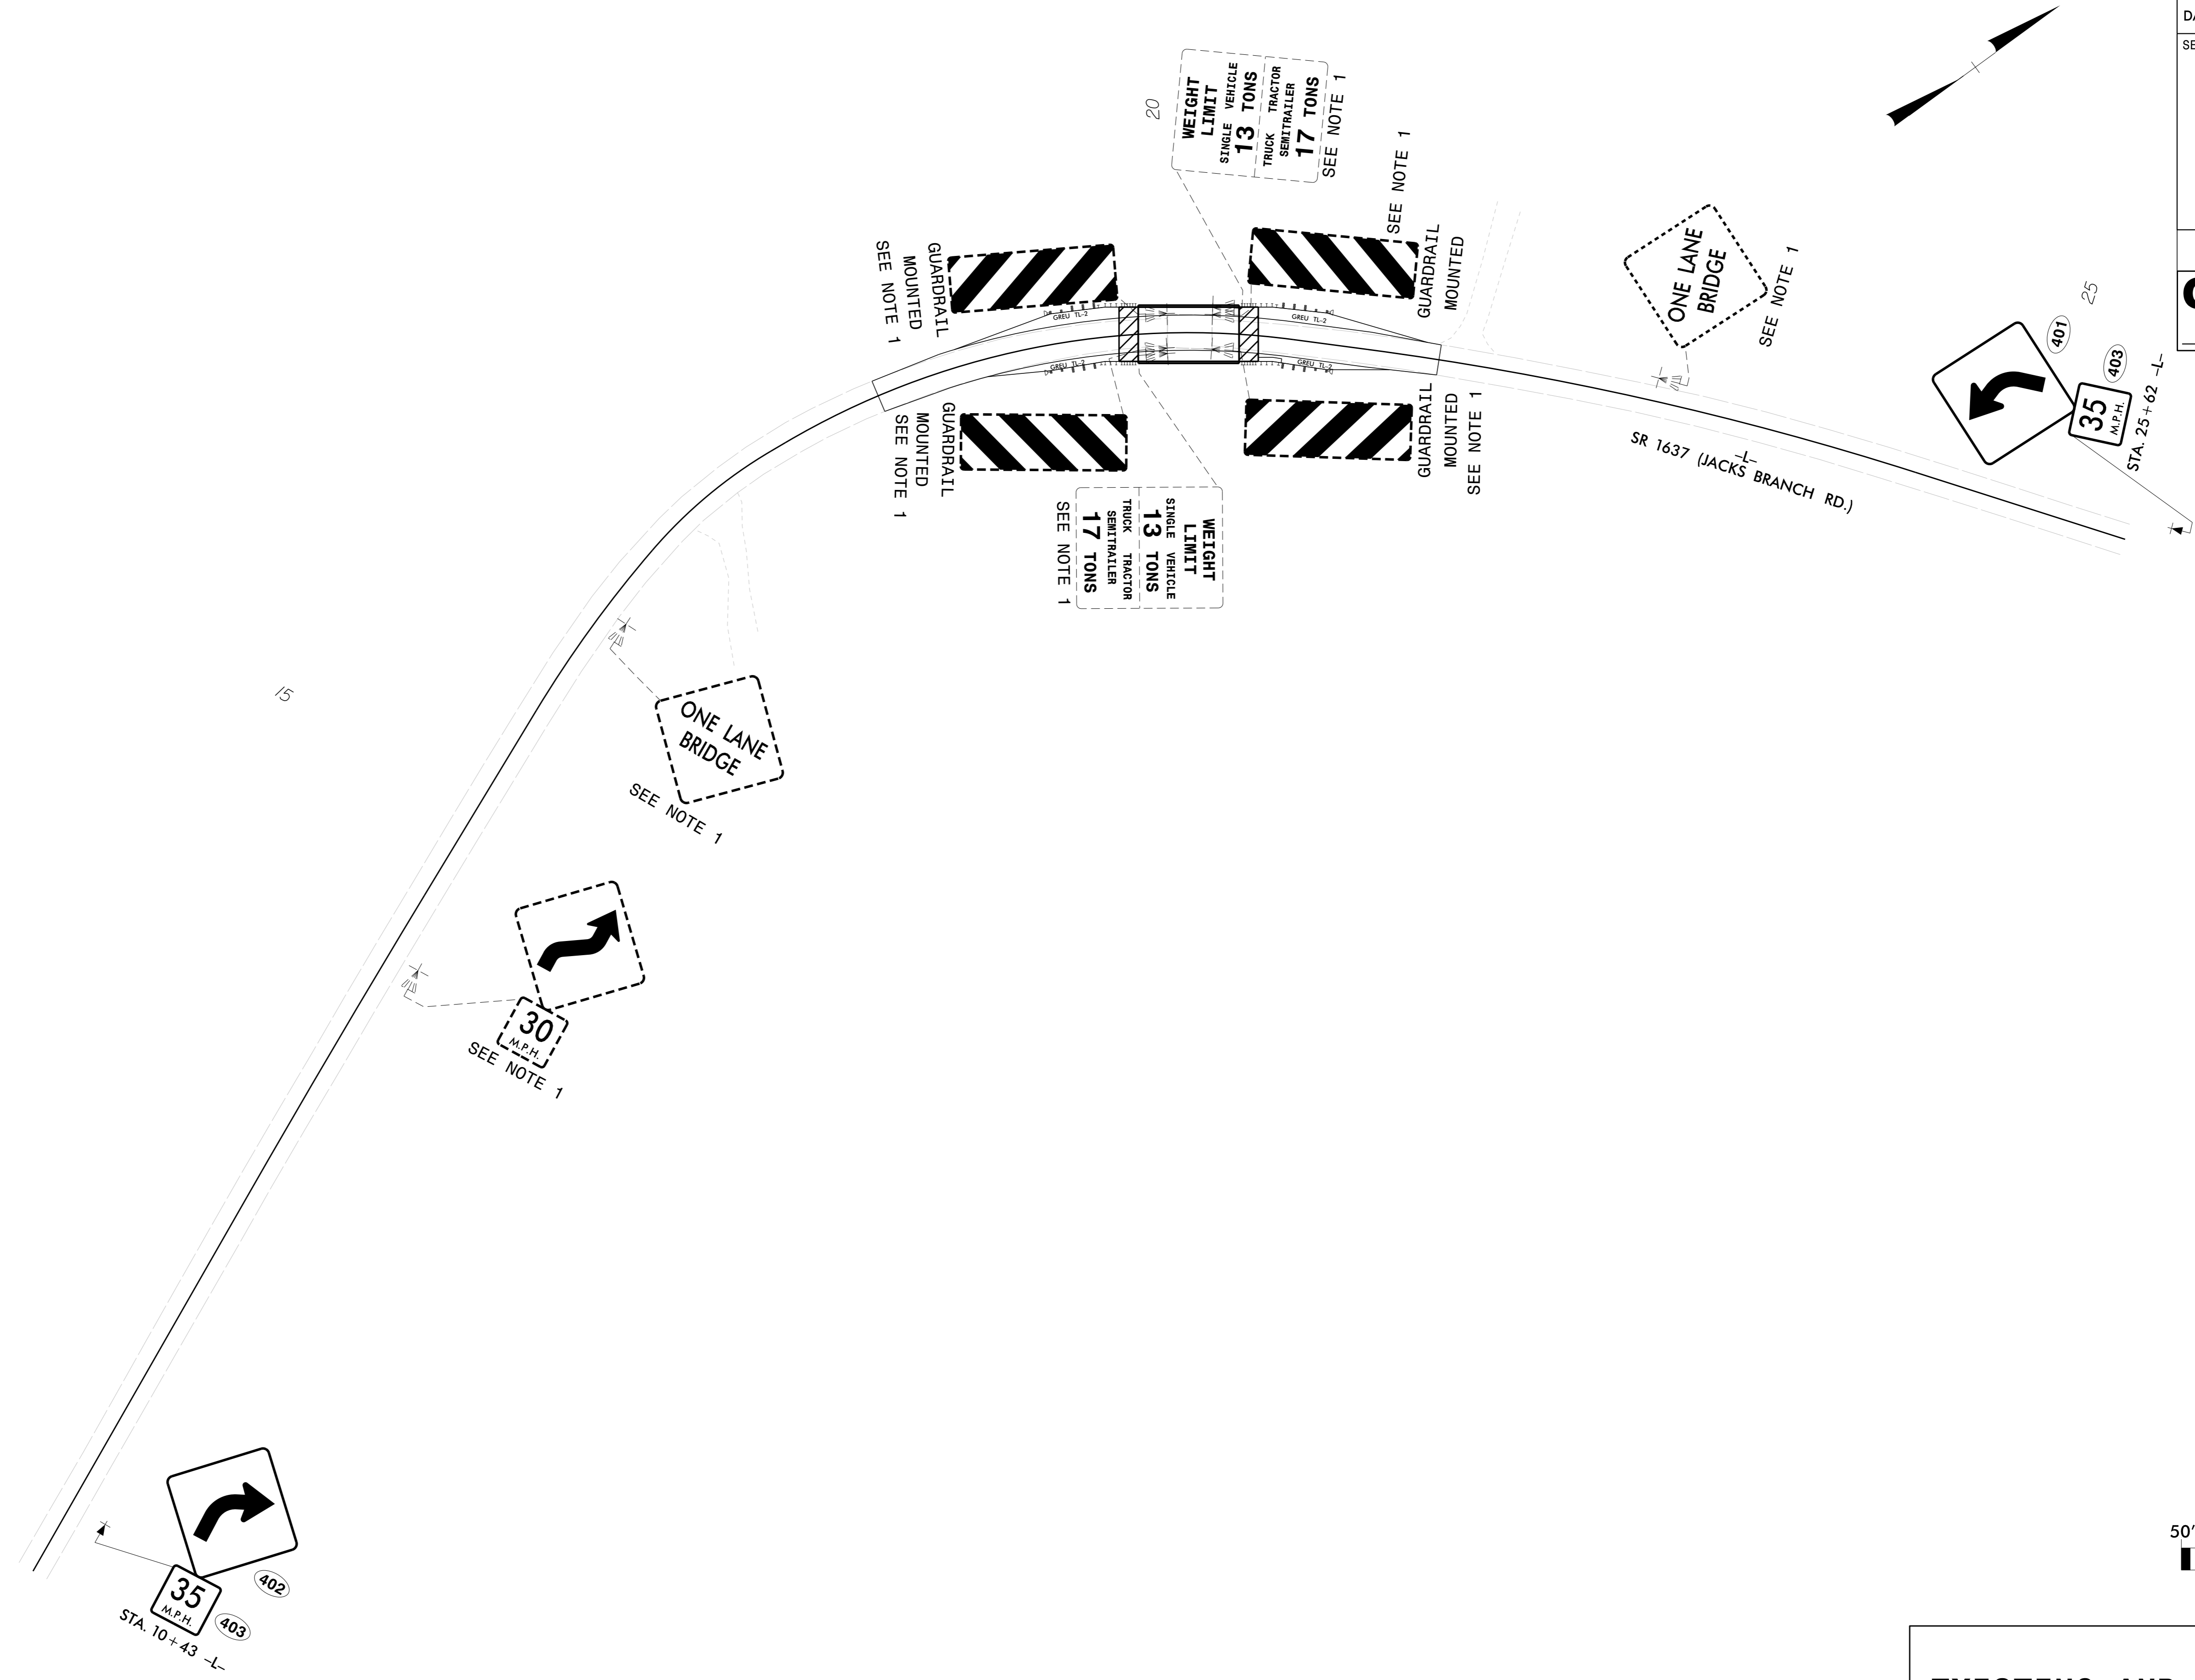 20
WEIGHT
LIMIT
SINGLE VEHICLE
13 TONS
TRUCK TRACTOR
SEMITRAILER
17 TONS
SEE NOTE 1
SEE NOTE 1
GUARDRAIL
MOUNTED
GUARDRAIL
MOUNTED
SEE NOTE 1
GREU TL-2
GREU TL-2
GREU TL-2
GREU TL-2
ONE LANE
BRIDGE
SEE NOTE 1
25
401
403
35
M.P.H.
STA. 25+62 -L-
-L-
SR 1637 (JACKS BRANCH RD.)
GUARDRAIL
MOUNTED
SEE NOTE 1
GUARDRAIL
MOUNTED
SEE NOTE 1
WEIGHT
LIMIT
SINGLE VEHICLE
13 TONS
TRUCK TRACTOR
SEMITRAILER
17 TONS
SEE NOTE 1
15
ONE LANE
BRIDGE
SEE NOTE 1
30
M.P.H.
SEE NOTE 1
402
35
M.P.H.
403
STA. 10+43 -L-
50'